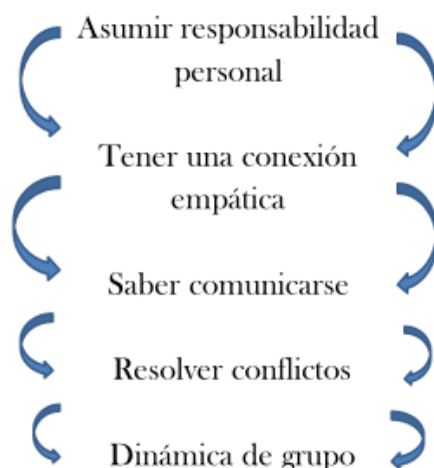 Asumir responsabilidad
personal
Tener una conexión
empática
Saber comunicarse
Resolver conflictos
Dinámica de grupo